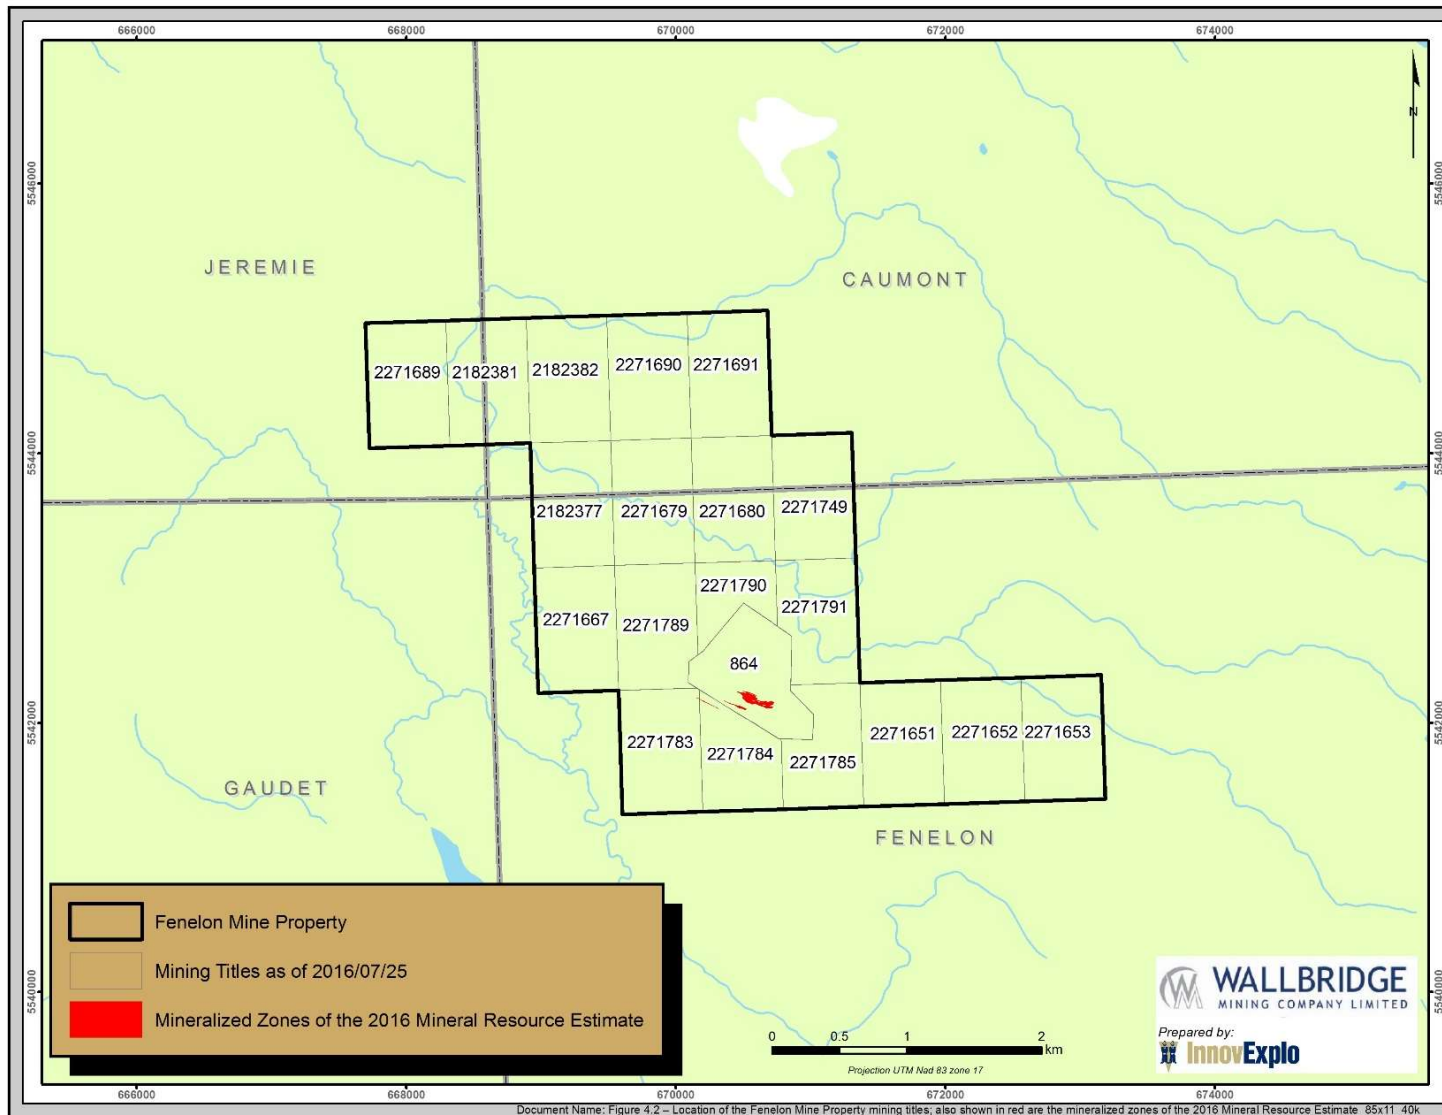 666000 668000 670000 672000 674000
N
5546000 5546000
JEREMIE
CAUMONT
2271689 2182381 2182382 2271690 2271691
5544000 5544000
2182377 2271679 2271680 2271749
2271790
2271667 2271789 2271791
864
5542000 5542000
2271783 2271784 2271785 2271651 2271652 2271653
GAUDET
FENELON
Fenelon Mine Property
Mining Titles as of 2016/07/25
Mineralized Zones of the 2016 Mineral Resource Estimate
5540000 5540000
WALLBRIDGE
MINING COMPANY LIMITED
Prepared by:
InnovExplo
0 0.5 1 2
km
Projection UTM Nad 83 zone 17
666000 668000 670000 672000 674000
Document Name: Figure 4.2 – Location of the Fenelon Mine Property mining titles; also shown in red are the mineralized zones of the 2016 Mineral Resource Estimate_85x11_40k